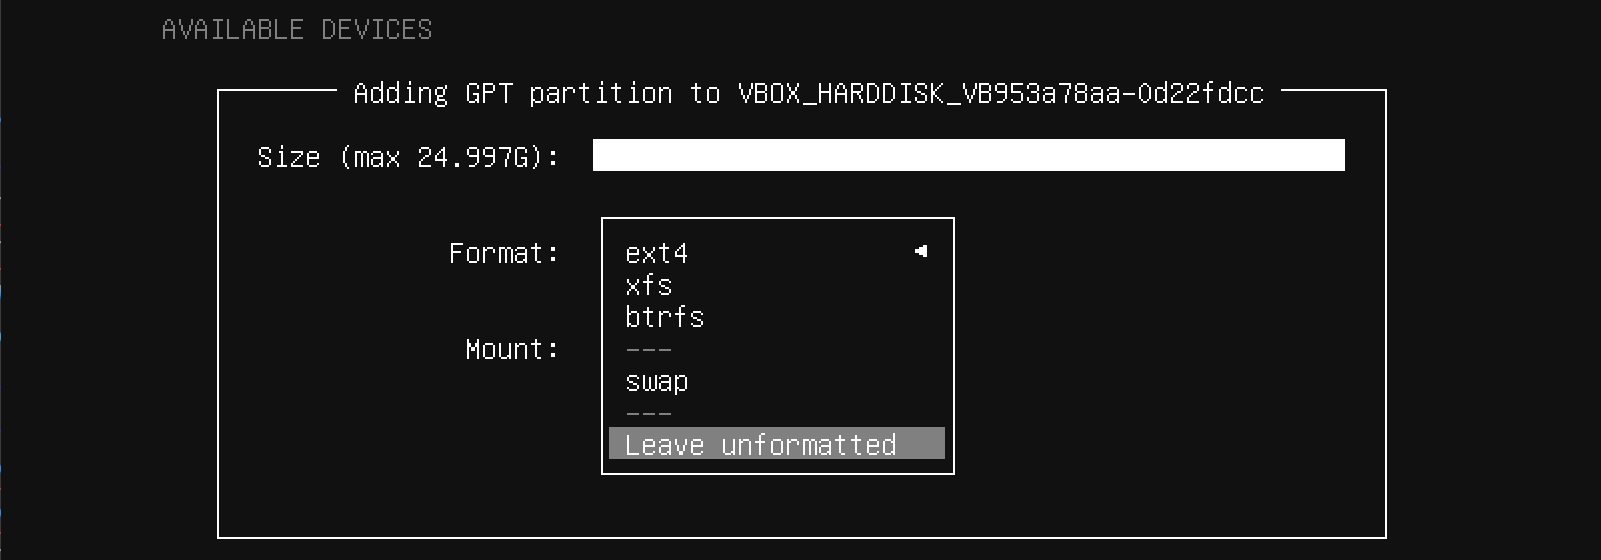 AVAILABLE DEVICES
Adding GPT partition to VBOX_HARDDISK_VB953a78aa-0d22fdcc
Size (max 24.997G):
Format:
ext4
xfs
btrfs
Mount:
---
swap
---
Leave unformatted